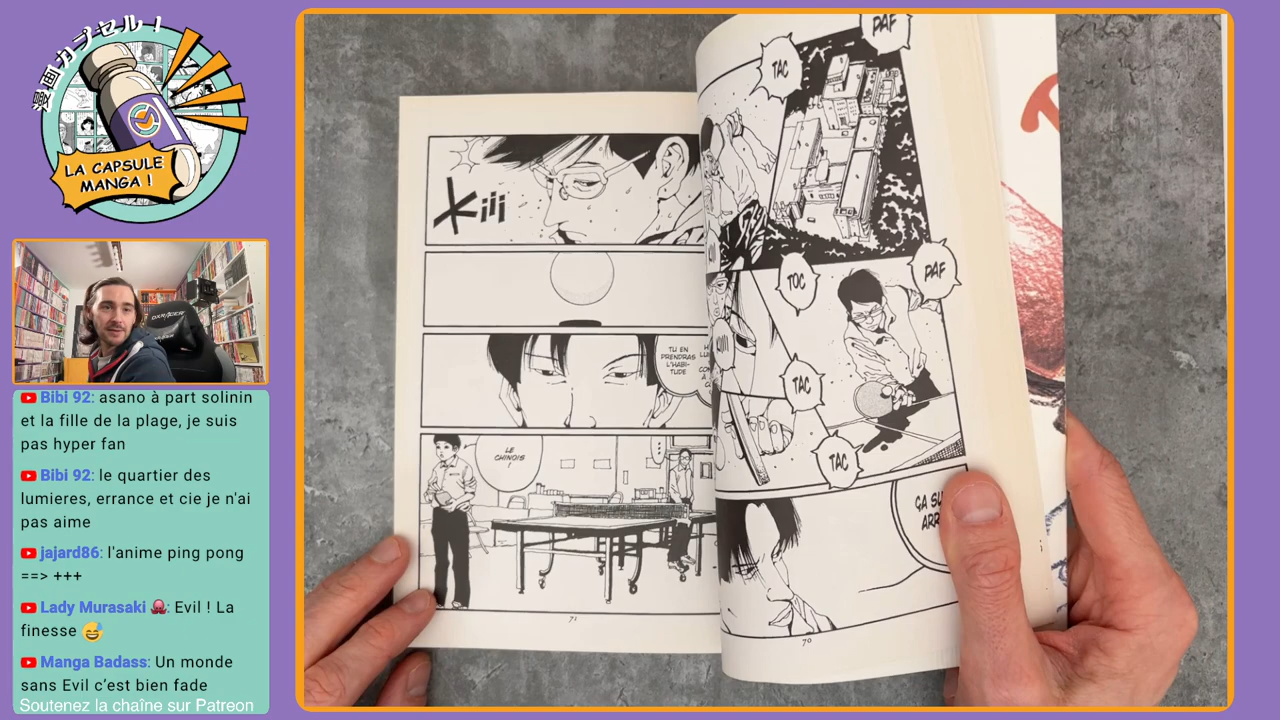 漫画カプセル!
LA CAPSULE
MANGA !
Bibi 92: asano à part solinin
et la fille de la plage, je suis
pas hyper fan
Bibi 92: le quartier des
lumieres, errance et cie je n'ai
pas aime
jajard86: l'anime ping pong
==> +++
Lady Murasaki 🐙: Evil ! La
finesse 😅
Manga Badass: Un monde
sans Evil c’est bien fade
Soutenez la chaîne sur Patreon
Kiii
TU EN
PRENDRAS
L'HABI-
TUDE
LE
CHINOIS
!
71
PAF
TAC
TOC
PAF
KIIII
TAC
TAC
ÇA
70